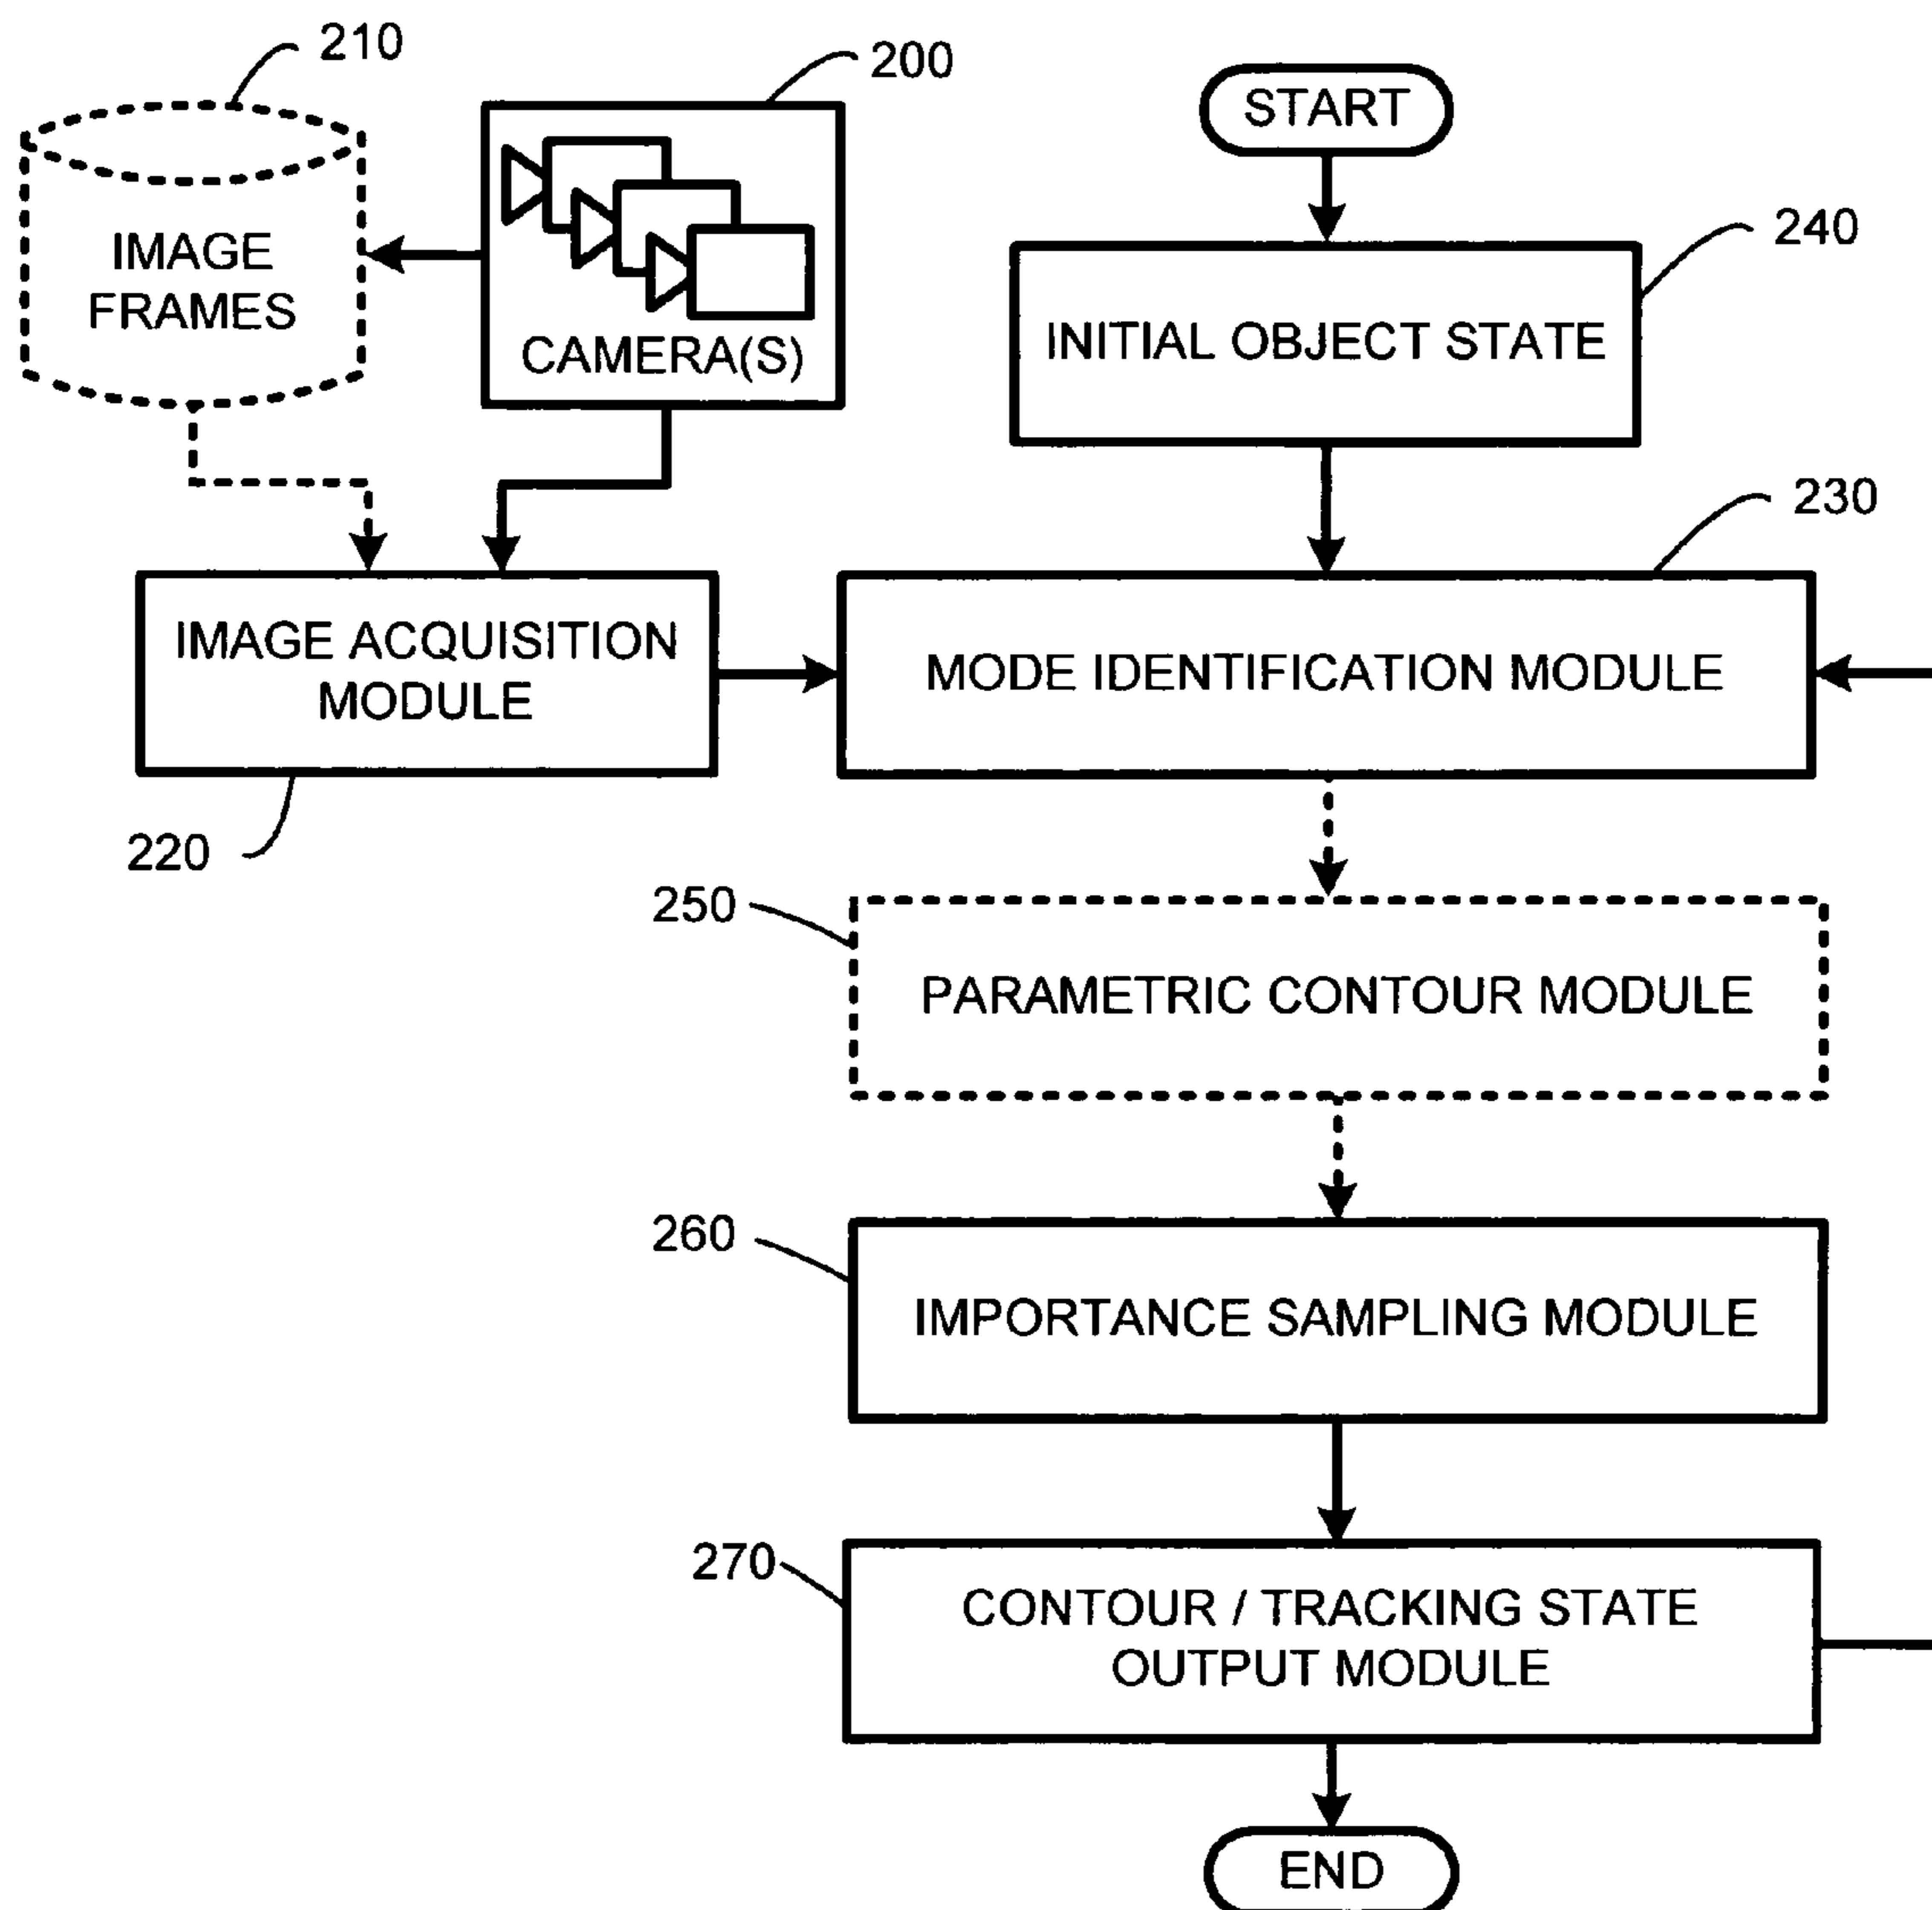 210
200
START
IMAGE
FRAMES
CAMERA(S)
240
INITIAL OBJECT STATE
230
IMAGE ACQUISITION
MODULE
MODE IDENTIFICATION MODULE
220
250
PARAMETRIC CONTOUR MODULE
260
IMPORTANCE SAMPLING MODULE
270
CONTOUR / TRACKING STATE
OUTPUT MODULE
END